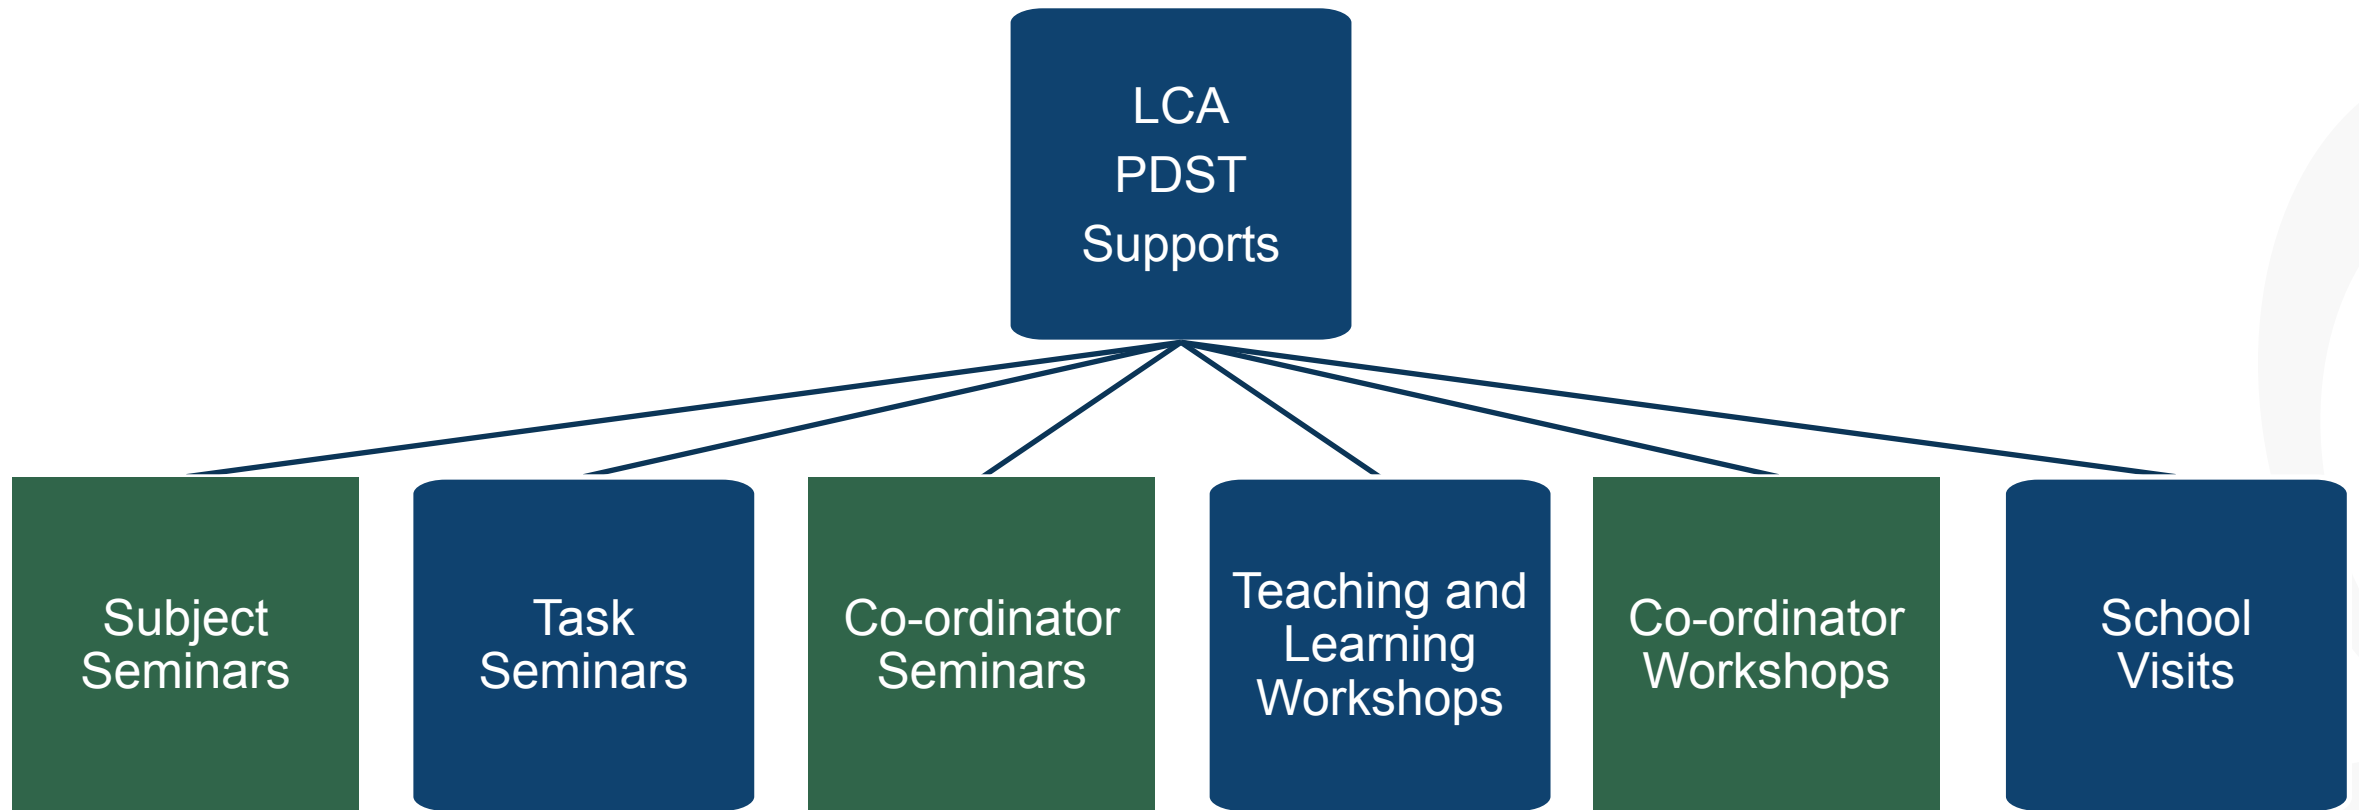 LCA
PDST
Supports
Subject
Seminars
Task
Seminars
Co-ordinator
Seminars
Teaching and
Learning
Workshops
Co-ordinator
Workshops
School
Visits